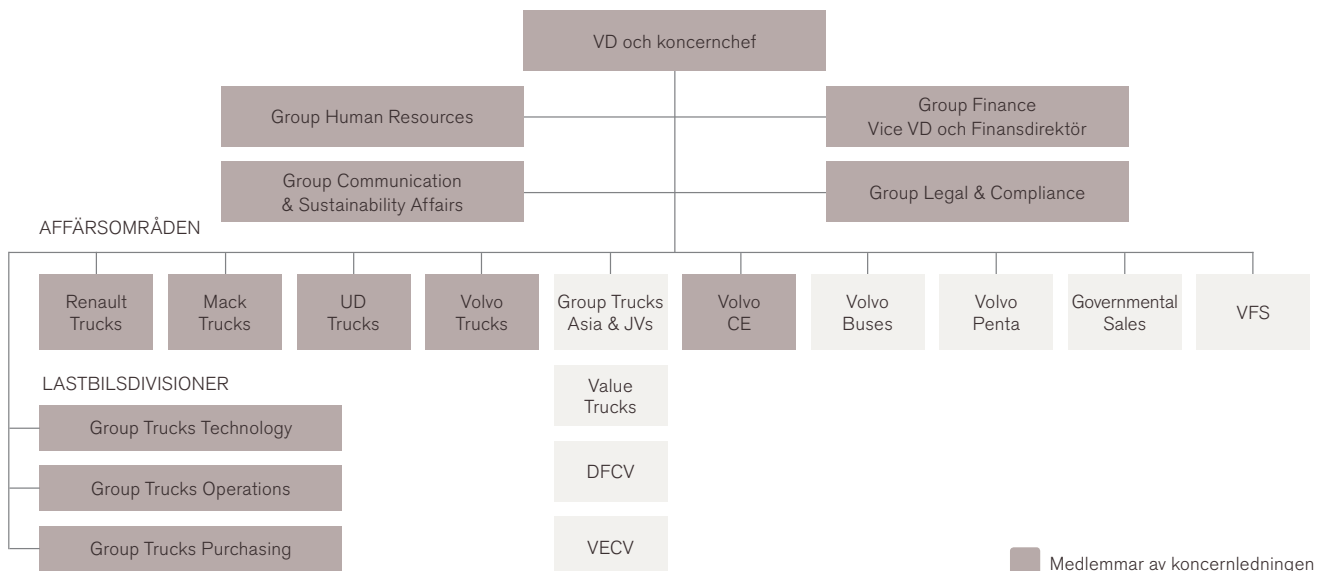 VD och koncernchef
Group Human Resources
Group Finance
Vice VD och Finansdirektör
Group Communication
& Sustainability Affairs
Group Legal & Compliance
AFFÄRSOMRÅDEN
Renault
Trucks
Mack
Trucks
UD
Trucks
Volvo
Trucks
Group Trucks
Asia & JVs
Volvo
CE
Volvo
Buses
Volvo
Penta
Governmental
Sales
VFS
LASTBILSDIVISIONER
Value
Trucks
Group Trucks Technology
DFCV
Group Trucks Operations
VECV
Group Trucks Purchasing
Medlemmar av koncernledningen